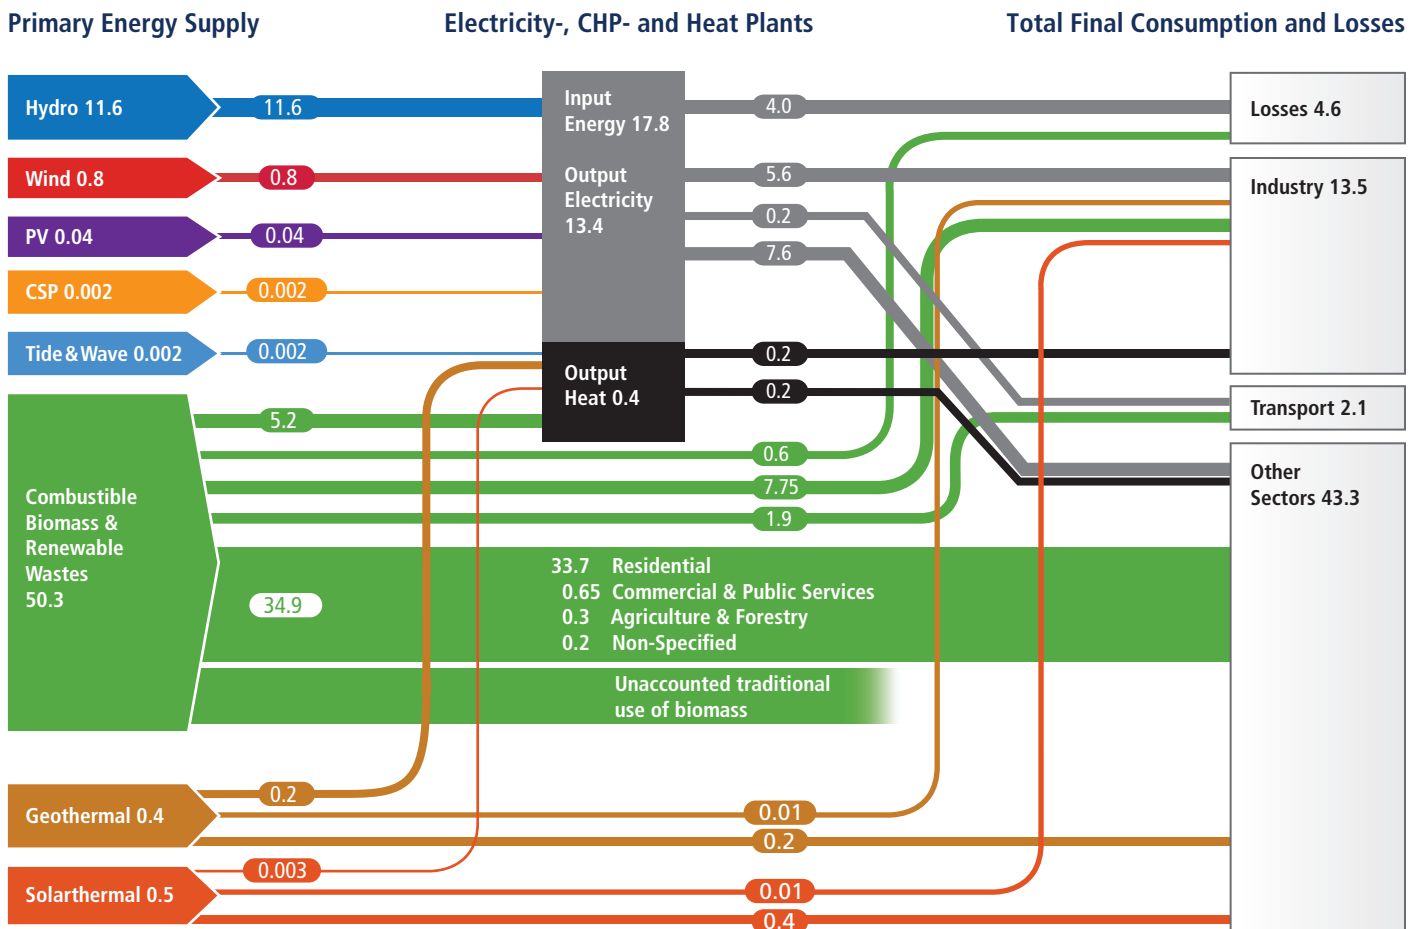 Primary Energy Supply
Electricity-, CHP- and Heat Plants
Total Final Consumption and Losses
Hydro 11.6
11.6
Input
Energy 17.8
4.0
Losses 4.6
Wind 0.8
0.8
Output
Electricity
13.4
5.6
Industry 13.5
PV 0.04
0.04
0.2
7.6
CSP 0.002
0.002
Tide & Wave 0.002
0.002
Output
Heat 0.4
0.2
0.2
Transport 2.1
Combustible
Biomass &
Renewable
Wastes
50.3
5.2
0.6
7.75
1.9
Other
Sectors 43.3
34.9
33.7 Residential
0.65 Commercial & Public Services
0.3 Agriculture & Forestry
0.2 Non-Specified
Unaccounted traditional
use of biomass
Geothermal 0.4
0.2
0.01
0.2
Solarthermal 0.5
0.003
0.01
0.4